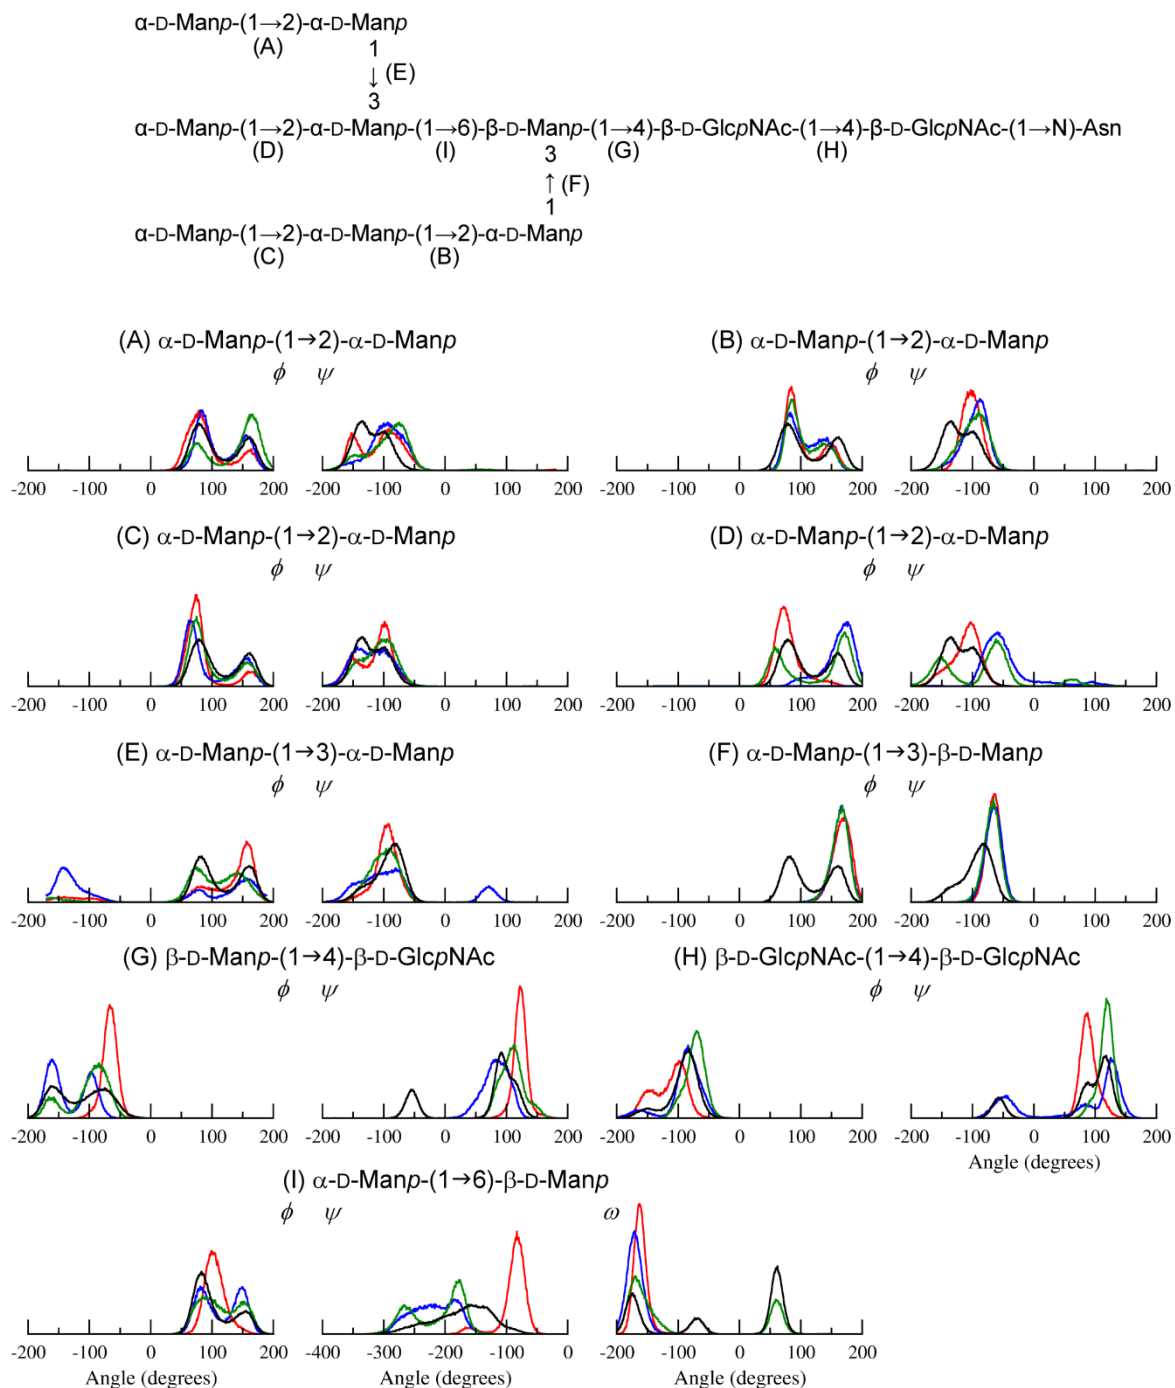 α-D-Manp-(1→2)-α-D-Manp
(A)
1
↓ (E)
3
α-D-Manp-(1→2)-α-D-Manp-(1→6)-β-D-Manp-(1→4)-β-D-GlcpNAc-(1→4)-β-D-GlcpNAc-(1→N)-Asn
(D) (I) 3 (G) (H)
↑ (F)
1
α-D-Manp-(1→2)-α-D-Manp-(1→2)-α-D-Manp
(C) (B)
(A) α-D-Manp-(1→2)-α-D-Manp
ϕ ψ
-200 -100 0 100 200 -200 -100 0 100 200
(B) α-D-Manp-(1→2)-α-D-Manp
ϕ ψ
-200 -100 0 100 200 -200 -100 0 100 200
(C) α-D-Manp-(1→2)-α-D-Manp
ϕ ψ
-200 -100 0 100 200 -200 -100 0 100 200
(D) α-D-Manp-(1→2)-α-D-Manp
ϕ ψ
-200 -100 0 100 200 -200 -100 0 100 200
(E) α-D-Manp-(1→3)-α-D-Manp
ϕ ψ
-200 -100 0 100 200 -200 -100 0 100 200
(F) α-D-Manp-(1→3)-β-D-Manp
ϕ ψ
-200 -100 0 100 200 -200 -100 0 100 200
(G) β-D-Manp-(1→4)-β-D-GlcpNAc
ϕ ψ
-200 -100 0 100 200 -200 -100 0 100 200
(H) β-D-GlcpNAc-(1→4)-β-D-GlcpNAc
ϕ ψ
-200 -100 0 100 200 -200 -100 0 100 200
Angle (degrees)
(I) α-D-Manp-(1→6)-β-D-Manp
ϕ ψ ω
-200 -100 0 100 200 -400 -300 -200 -100 0 -200 -100 0 100 200
Angle (degrees) Angle (degrees) Angle (degrees)